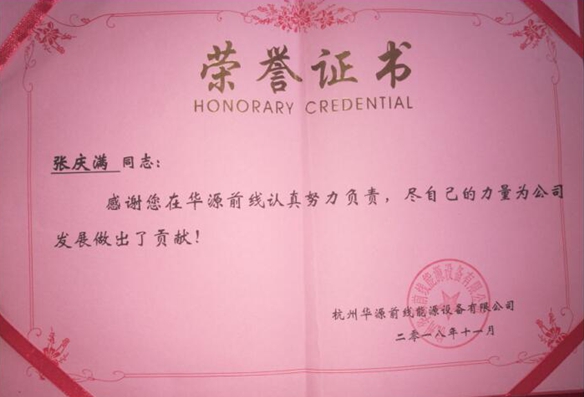 荣誉证书
HONORARY CREDENTIAL
张庆满 同志：
感谢您在华源前线认真努力负责，尽自己的力量为公司
发展做出了贡献！
杭州华源前线能源设备有限公司
二〇一八年十一月